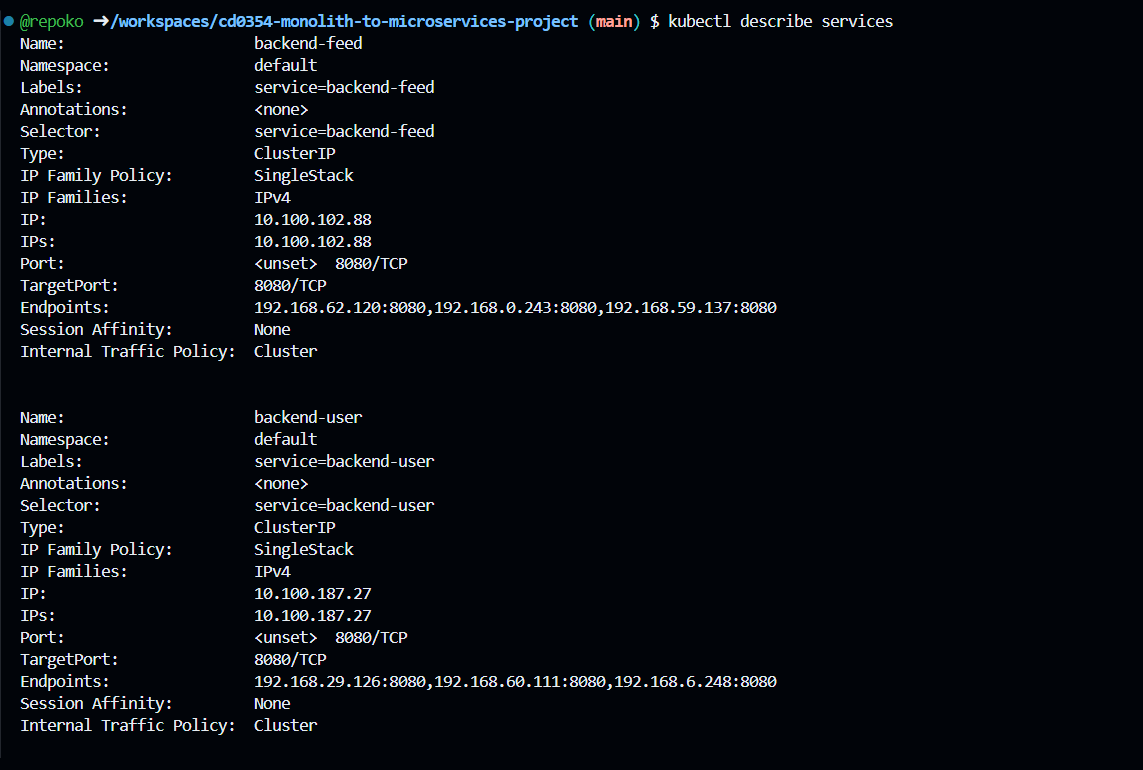 @repoko ➜/workspaces/cd0354-monolith-to-microservices-project (main) $ kubectl describe services
Name:                     backend-feed
Namespace:                default
Labels:                   service=backend-feed
Annotations:              <none>
Selector:                 service=backend-feed
Type:                     ClusterIP
IP Family Policy:         SingleStack
IP Families:              IPv4
IP:                       10.100.102.88
IPs:                      10.100.102.88
Port:                     <unset>  8080/TCP
TargetPort:               8080/TCP
Endpoints:                192.168.62.120:8080,192.168.0.243:8080,192.168.59.137:8080
Session Affinity:         None
Internal Traffic Policy:  Cluster
Name:                     backend-user
Namespace:                default
Labels:                   service=backend-user
Annotations:              <none>
Selector:                 service=backend-user
Type:                     ClusterIP
IP Family Policy:         SingleStack
IP Families:              IPv4
IP:                       10.100.187.27
IPs:                      10.100.187.27
Port:                     <unset>  8080/TCP
TargetPort:               8080/TCP
Endpoints:                192.168.29.126:8080,192.168.60.111:8080,192.168.6.248:8080
Session Affinity:         None
Internal Traffic Policy:  Cluster